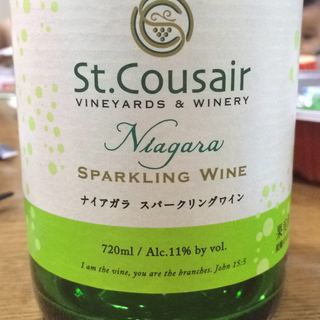 St.Cousair
VINEYARDS & WINERY
Niagara
SPARKLING WINE
ナイアガラ スパークリングワイン
720ml / Alc.11% by vol.
I am the vine, you are the branches. John 15:5